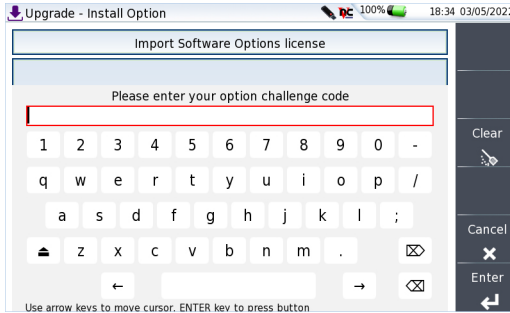 Upgrade - Install Option
DC 100% 18:34 03/05/2022
Import Software Options license
Please enter your option challenge code
1 2 3 4 5 6 7 8 9 0 -
q w e r t y u i o p /
a s d f g h j k l ;
z x c v b n m .
Use arrow keys to move cursor. ENTER key to press button
Clear
Cancel
Enter